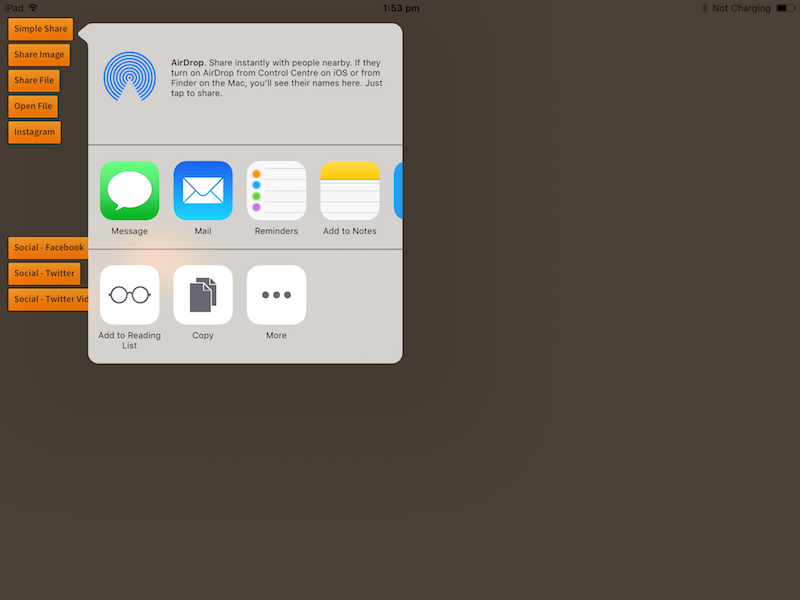 iPad
1:53 pm
Not Charging
Simple Share
Share Image
Share File
Open File
Instagram
Social - Facebook
Social - Twitter
Social - Twitter Vid
AirDrop. Share instantly with people nearby. If they
turn on AirDrop from Control Centre on iOS or from
Finder on the Mac, you'll see their names here. Just
tap to share.
Message
Mail
Reminders
Add to Notes
Add to Reading
List
Copy
More